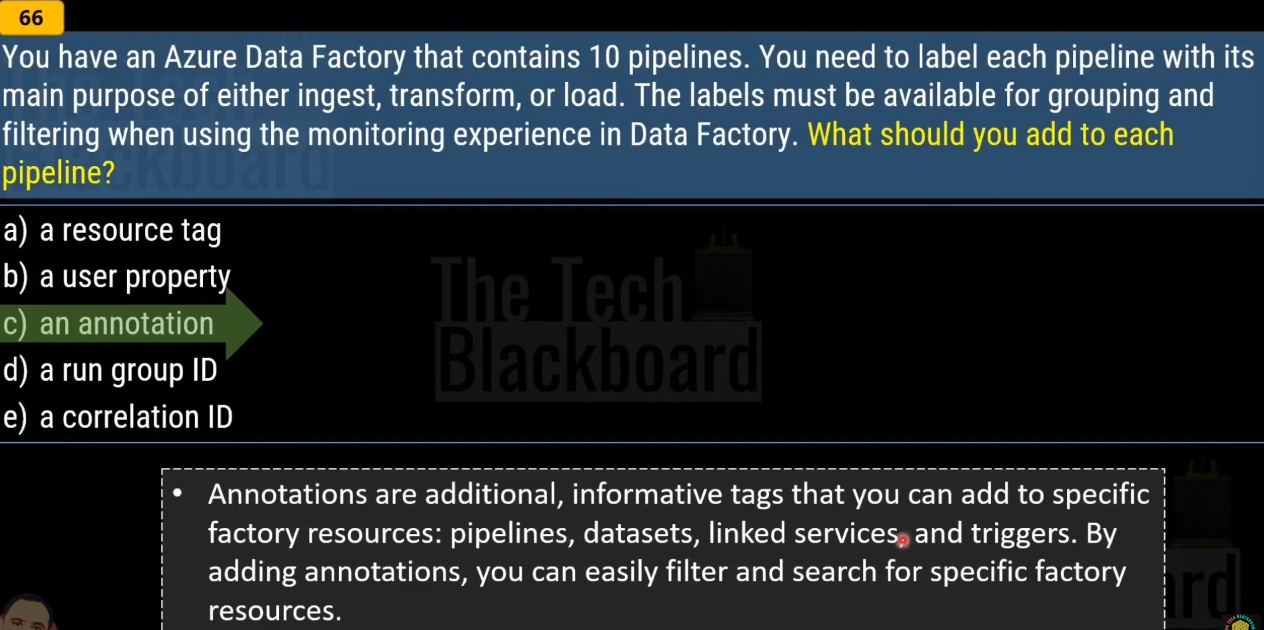 66
You have an Azure Data Factory that contains 10 pipelines. You need to label each pipeline with its
main purpose of either ingest, transform, or load. The labels must be available for grouping and
filtering when using the monitoring experience in Data Factory. What should you add to each
pipeline?
a) a resource tag
b) a user property
c) an annotation
d) a run group ID
e) a correlation ID
The Tech
Blackboard
• Annotations are additional, informative tags that you can add to specific
factory resources: pipelines, datasets, linked services, and triggers. By
adding annotations, you can easily filter and search for specific factory
resources.